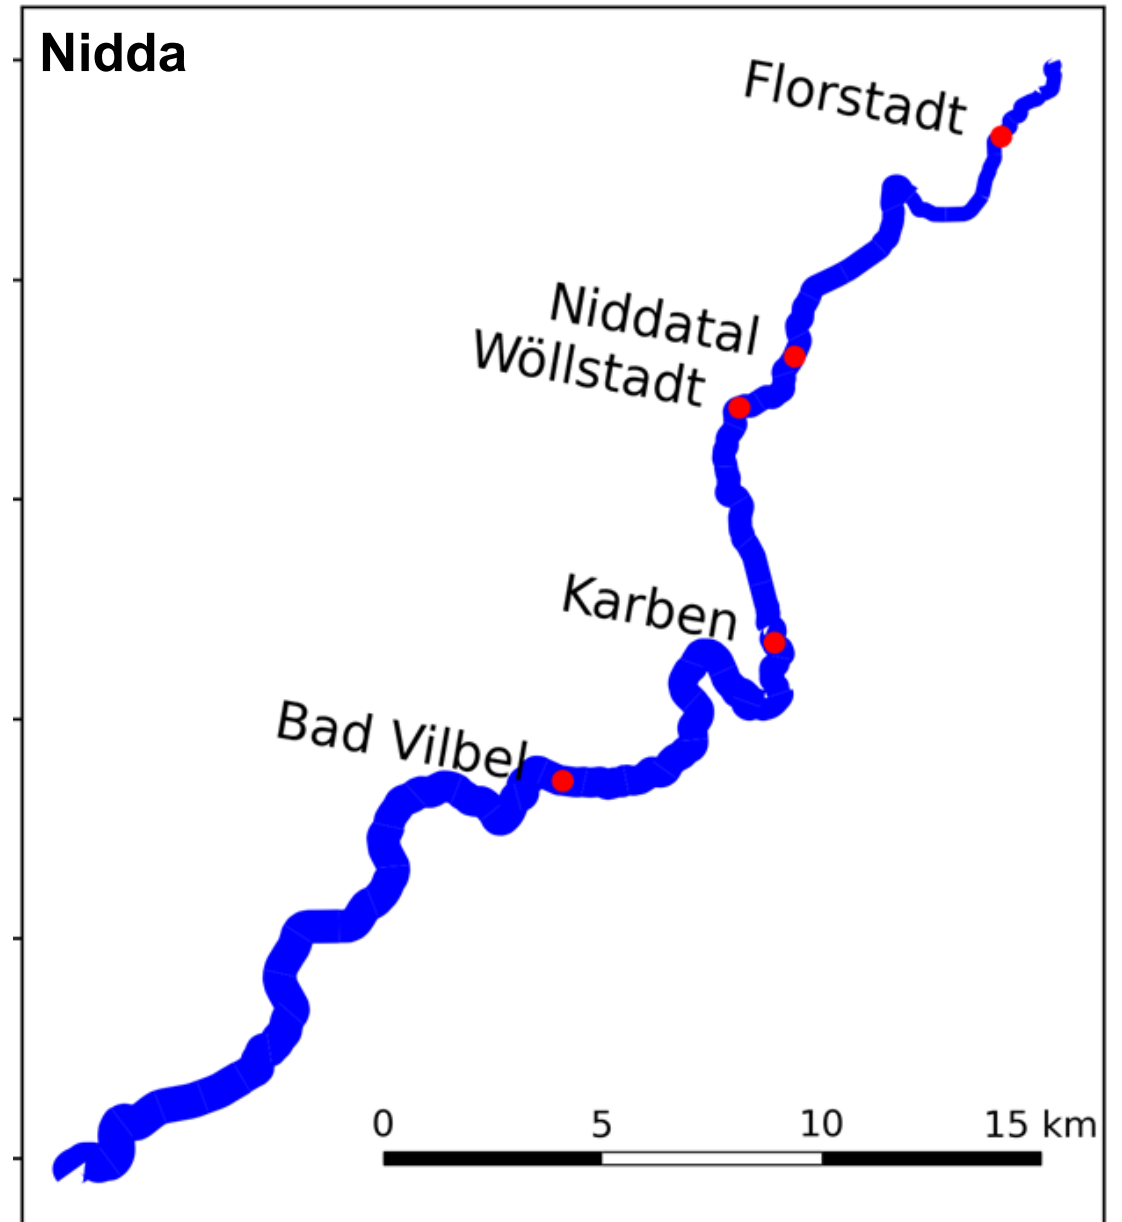 Nidda
Florstadt
Niddatal
Wöllstadt
Karben
Bad Vilbel
0 5 10 15 km